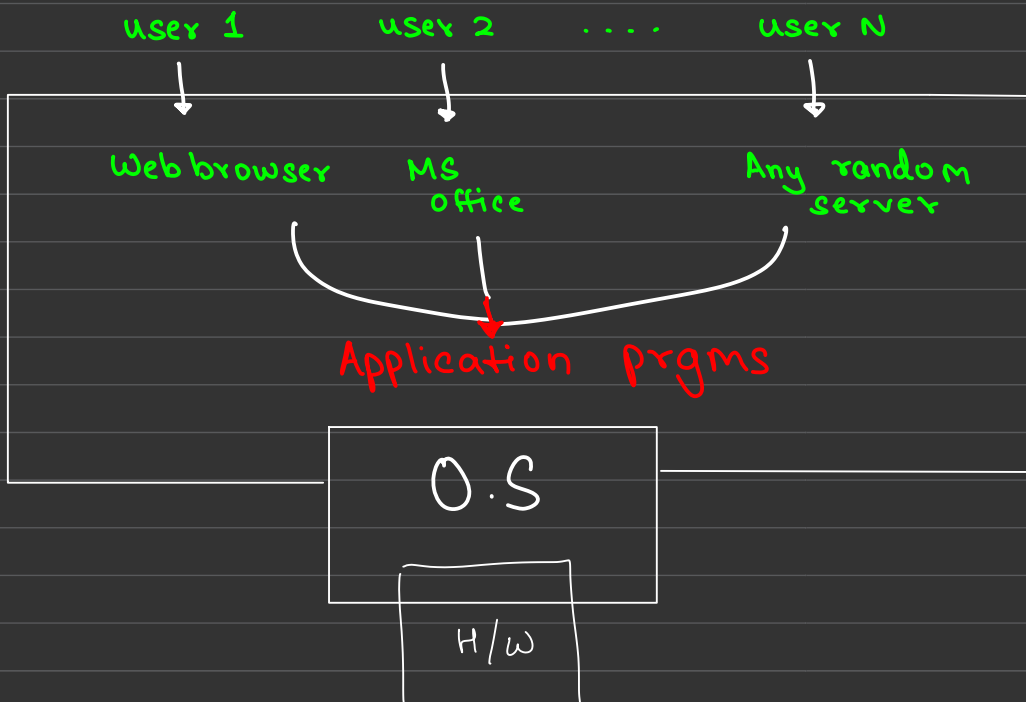 user 1 user 2 .... user N
Web browser MS Any random
office server
Application prgms
O.S
H/W